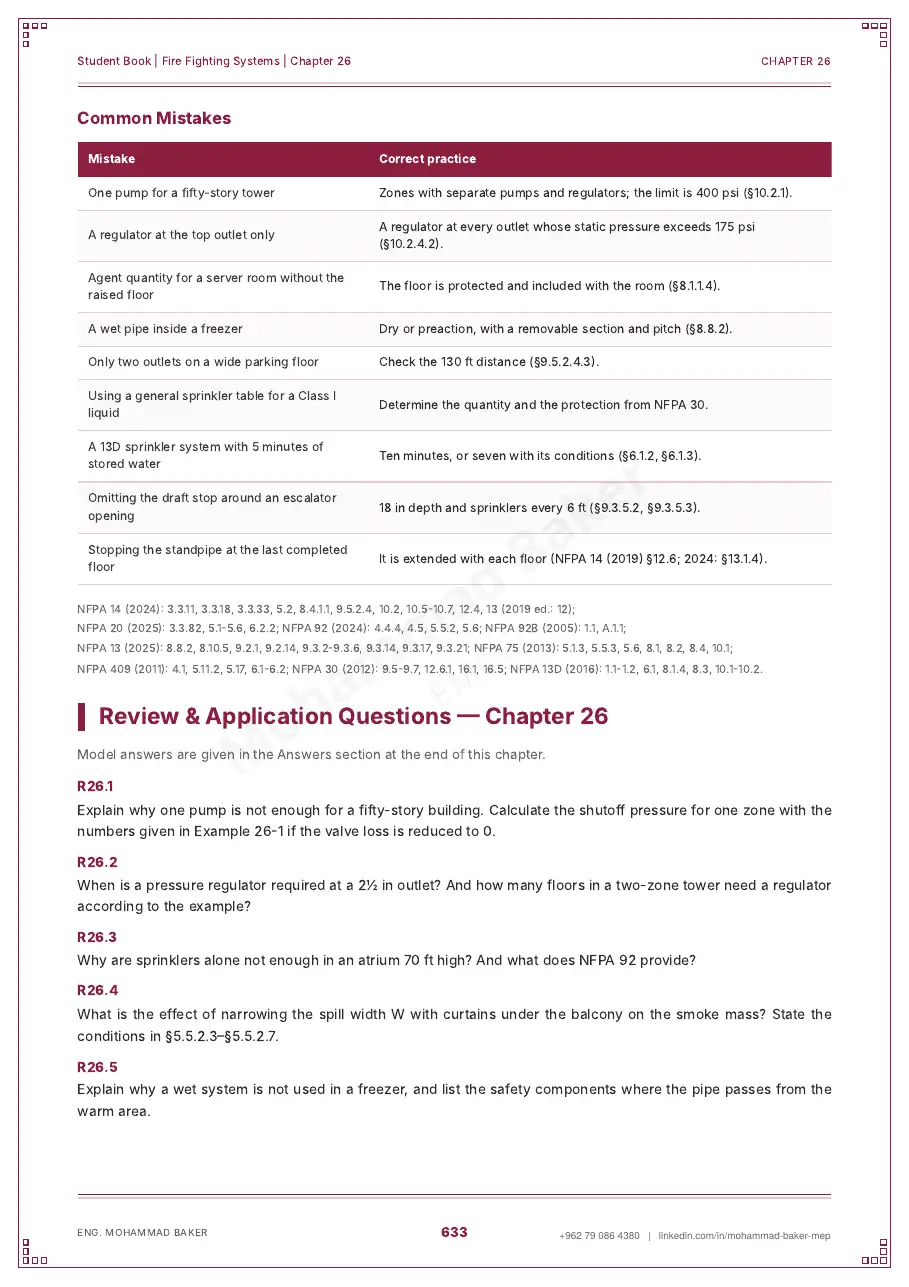 Student Book | Fire Fighting Systems | Chapter 26
CHAPTER 26
Common Mistakes
Mistake Correct practice
One pump for a fifty-story tower Zones with separate pumps and regulators; the limit is 400 psi (§10.2.1).
A regulator at the top outlet only A regulator at every outlet whose static pressure exceeds 175 psi
(§10.2.4.2).
Agent quantity for a server room without the
raised floor
The floor is protected and included with the room (§8.1.1.4).
A wet pipe inside a freezer Dry or preaction, with a removable section and pitch (§8.8.2).
Only two outlets on a wide parking floor Check the 130 ft distance (§9.5.2.4.3).
Using a general sprinkler table for a Class I
liquid
Determine the quantity and the protection from NFPA 30.
A 13D sprinkler system with 5 minutes of
stored water
Ten minutes, or seven with its conditions (§6.1.2, §6.1.3).
Omitting the draft stop around an escalator
opening
18 in depth and sprinklers every 6 ft (§9.3.5.2, §9.3.5.3).
Stopping the standpipe at the last completed
floor
It is extended with each floor (NFPA 14 (2019) §12.6; 2024: §13.1.4).
NFPA 14 (2024): 3.3.11, 3.3.18, 3.3.33, 5.2, 8.4.1.1, 9.5.2.4, 10.2, 10.5-10.7, 12.4, 13 (2019 ed.: 12);
NFPA 20 (2025): 3.3.82, 5.1-5.6, 6.2.2; NFPA 92 (2024): 4.4.4, 4.5, 5.5.2, 5.6; NFPA 92B (2005): 1.1, A.1.1;
NFPA 13 (2025): 8.8.2, 8.10.5, 9.2.1, 9.2.14, 9.3.2-9.3.6, 9.3.14, 9.3.17, 9.3.21; NFPA 75 (2013): 5.1.3, 5.5.3, 5.6, 8.1, 8.2, 8.4, 10.1;
NFPA 409 (2011): 4.1, 5.11.2, 5.17, 6.1-6.2; NFPA 30 (2012): 9.5-9.7, 12.6.1, 16.1, 16.5; NFPA 13D (2016): 1.1-1.2, 6.1, 8.1.4, 8.3, 10.1-10.2.
Review & Application Questions — Chapter 26
Model answers are given in the Answers section at the end of this chapter.
R26.1
Explain why one pump is not enough for a fifty-story building. Calculate the shutoff pressure for one zone with the
numbers given in Example 26-1 if the valve loss is reduced to 0.
R26.2
When is a pressure regulator required at a 2½ in outlet? And how many floors in a two-zone tower need a regulator
according to the example?
R26.3
Why are sprinklers alone not enough in an atrium 70 ft high? And what does NFPA 92 provide?
R26.4
What is the effect of narrowing the spill width W with curtains under the balcony on the smoke mass? State the
conditions in §5.5.2.3–§5.5.2.7.
R26.5
Explain why a wet system is not used in a freezer, and list the safety components where the pipe passes from the
warm area.
ENG. MOHAMMAD BAKER
633
+962 79 086 4380 | linkedin.com/in/mohammad-baker-mep
Mohammad Baker